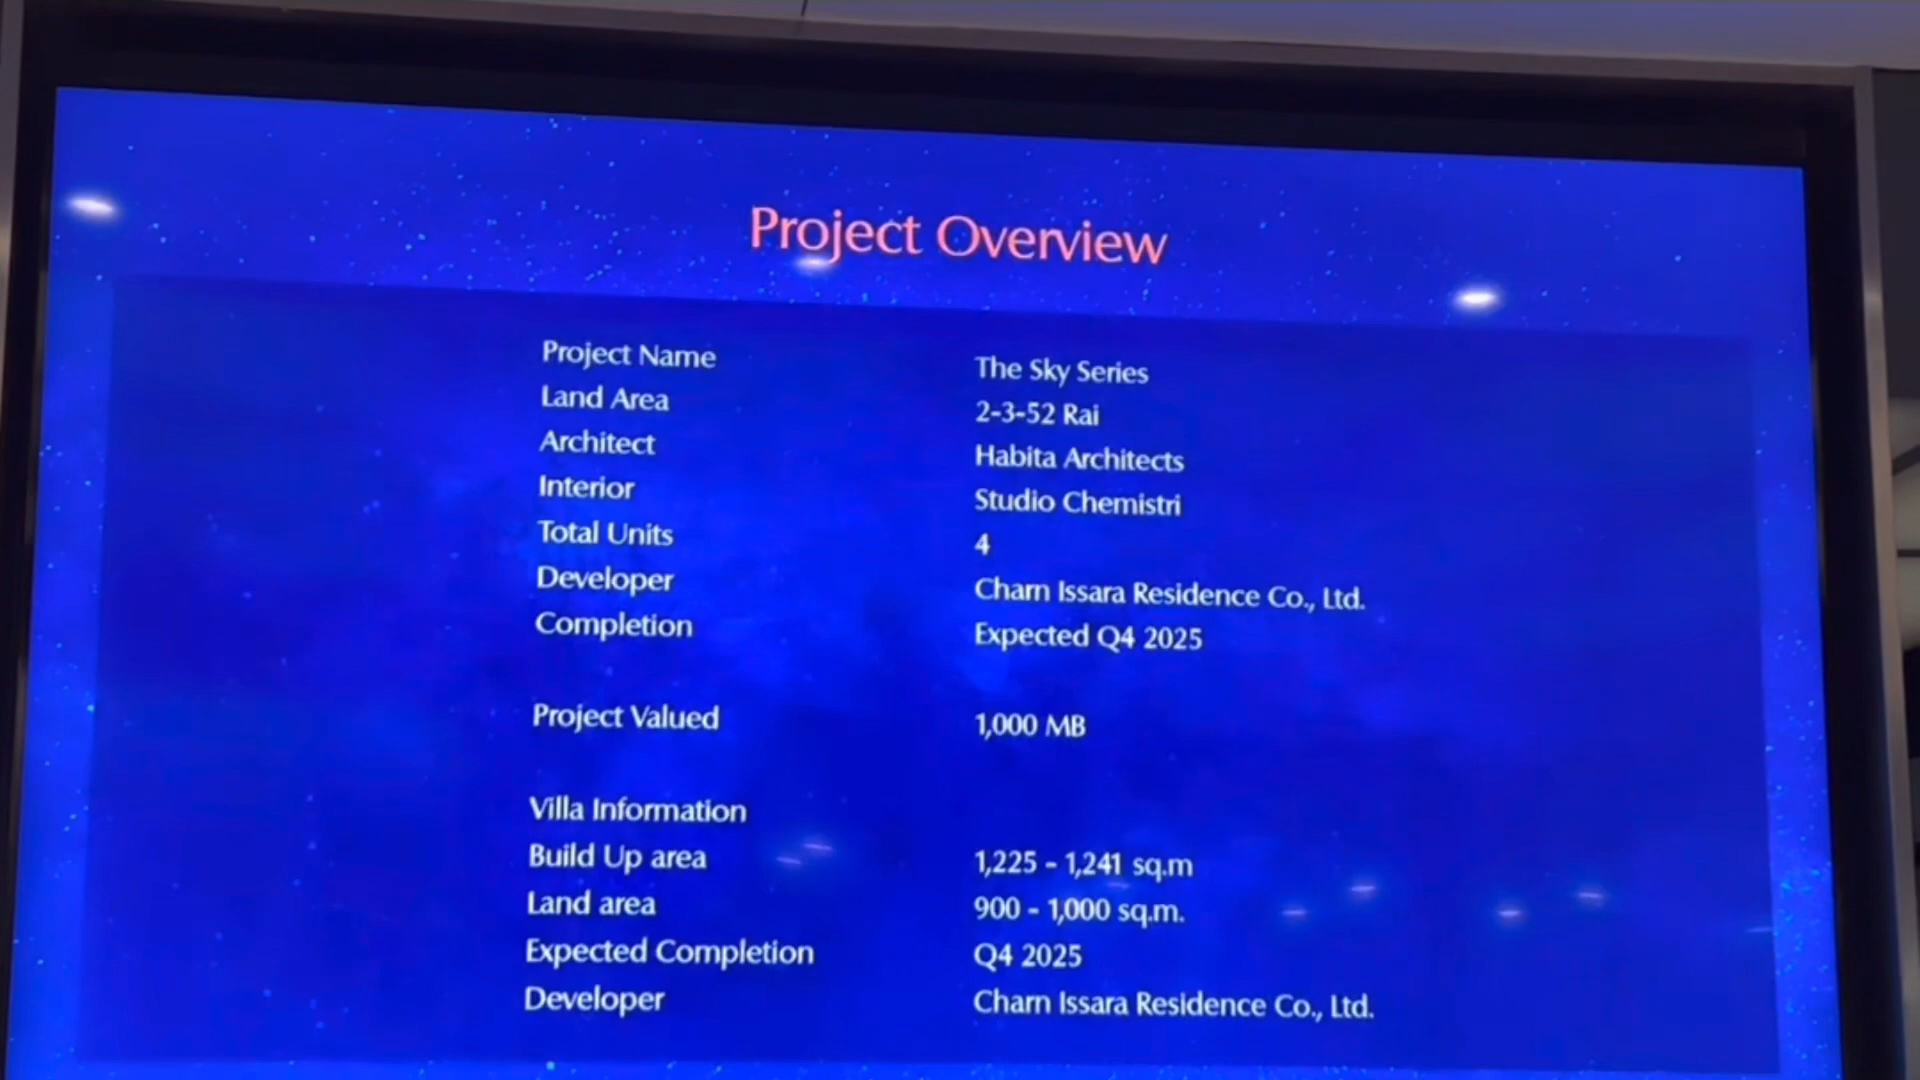 Project Overview
Project Name The Sky Series
Land Area 2-3-52 Rai
Architect Habita Architects
Interior Studio Chemistri
Total Units 4
Developer Charn Issara Residence Co., Ltd.
Completion Expected Q4 2025
Project Valued 1,000 MB
Villa Information
Build Up area 1,225 - 1,241 sq.m
Land area 900 - 1,000 sq.m.
Expected Completion Q4 2025
Developer Charn Issara Residence Co., Ltd.